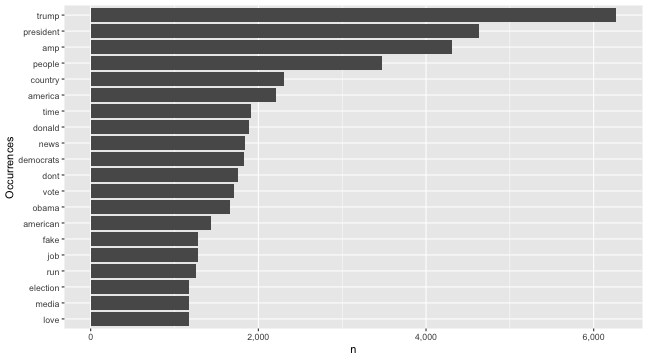 trump
president
amp
people
country
america
time
donald
news
democrats
dont
vote
obama
american
fake
job
run
election
media
love
Occurrences
0 2,000 4,000 6,000
n